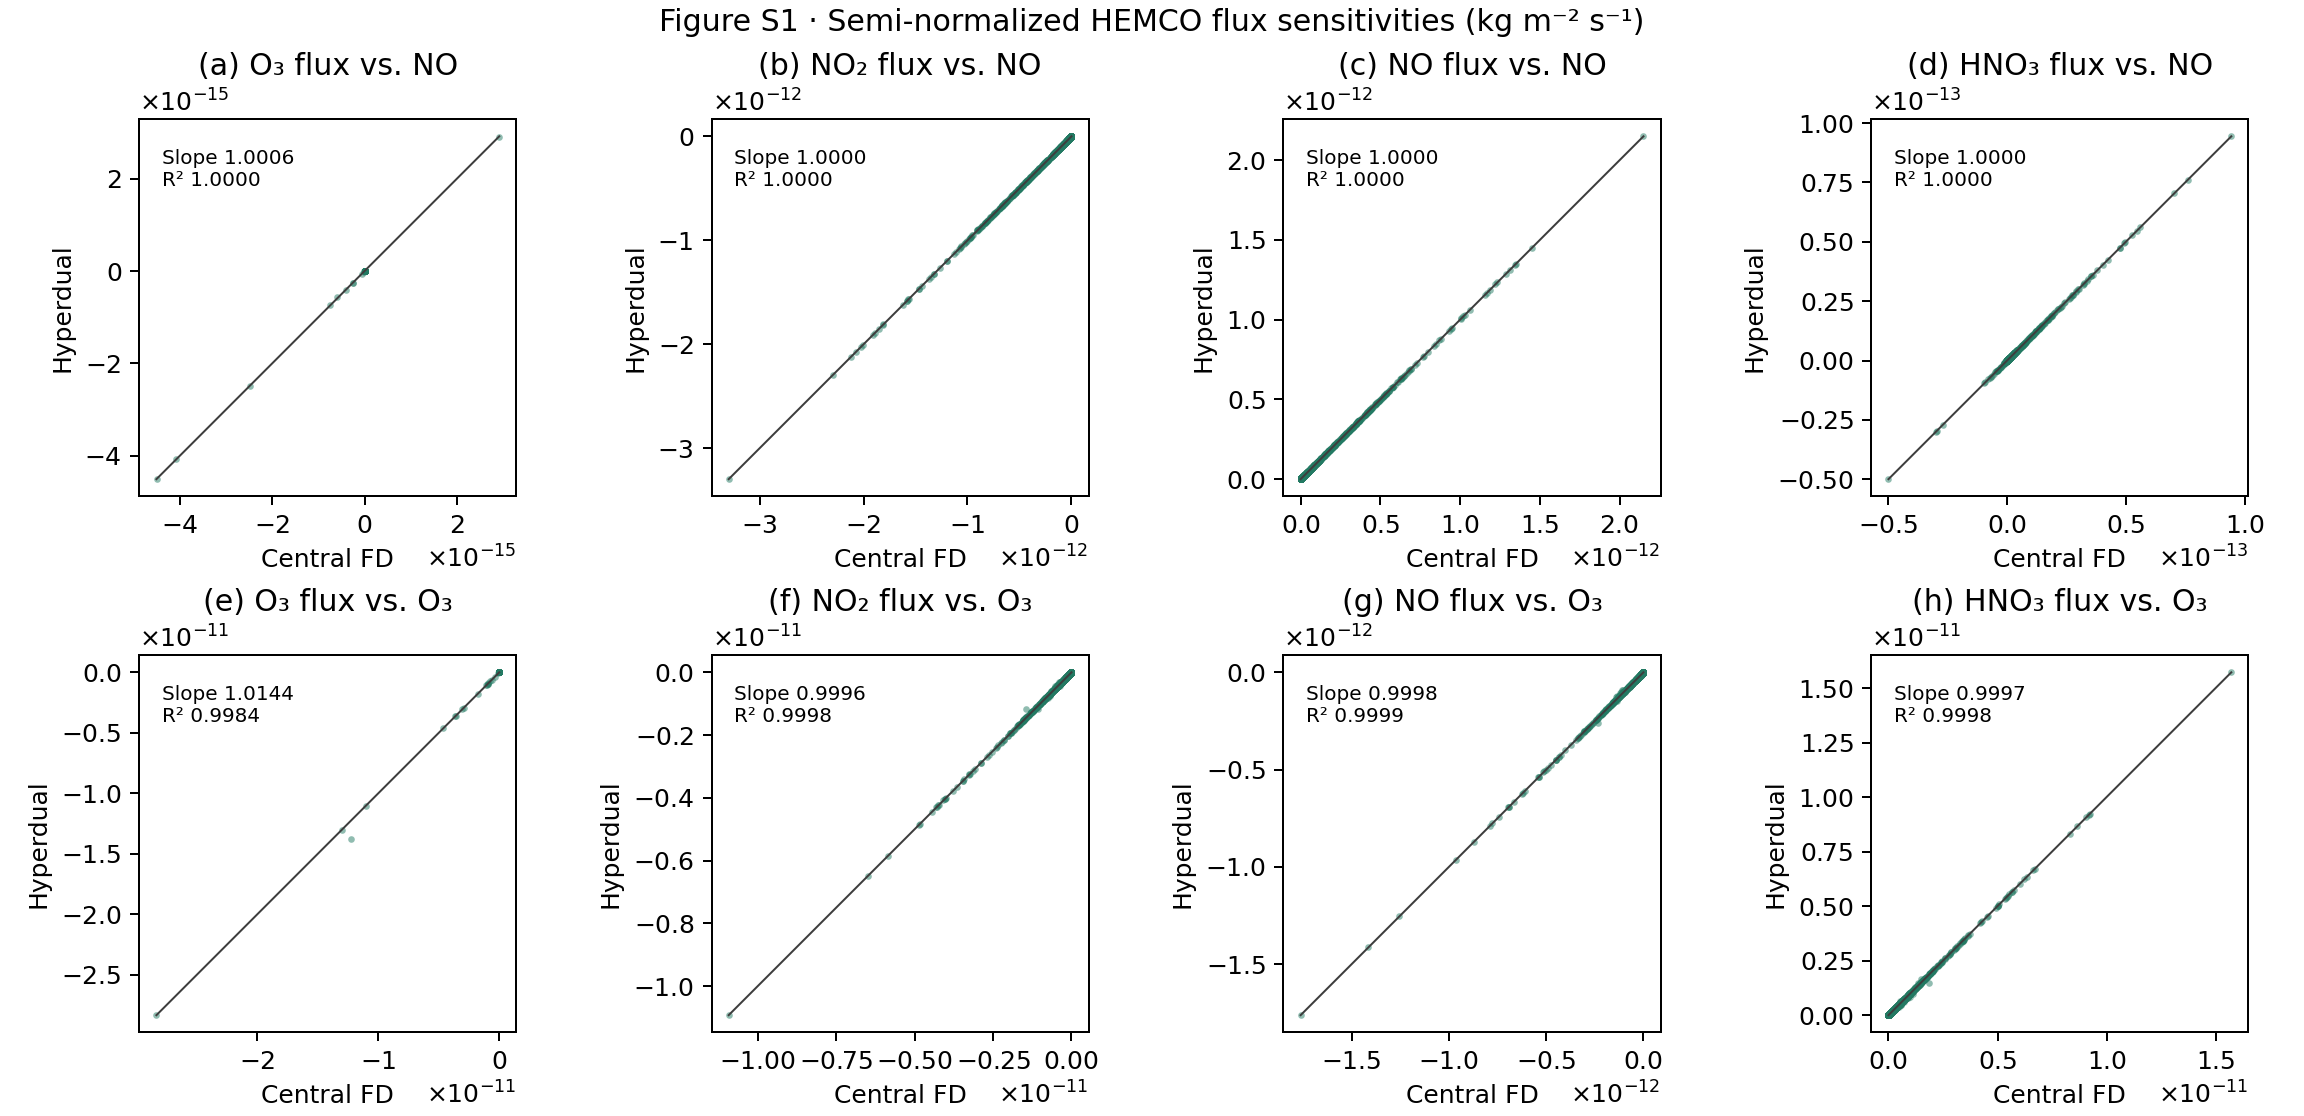 Figure S1 · Semi-normalized HEMCO flux sensitivities (kg m⁻² s⁻¹)
(a) O₃ flux vs. NO
×10⁻¹⁵
Slope 1.0006
R² 1.0000
2
0
−2
−4
Hyperdual
−4 −2 0 2
Central FD
×10⁻¹⁵
(b) NO₂ flux vs. NO
×10⁻¹²
Slope 1.0000
R² 1.0000
0
−1
−2
−3
Hyperdual
−3 −2 −1 0
Central FD
×10⁻¹²
(c) NO flux vs. NO
×10⁻¹²
Slope 1.0000
R² 1.0000
2.0
1.5
1.0
0.5
0.0
Hyperdual
0.0 0.5 1.0 1.5 2.0
Central FD
×10⁻¹²
(d) HNO₃ flux vs. NO
×10⁻¹³
Slope 1.0000
R² 1.0000
1.00
0.75
0.50
0.25
0.00
−0.25
−0.50
Hyperdual
−0.5 0.0 0.5 1.0
Central FD
×10⁻¹³
(e) O₃ flux vs. O₃
×10⁻¹¹
Slope 1.0144
R² 0.9984
0.0
−0.5
−1.0
−1.5
−2.0
−2.5
Hyperdual
−2 −1 0
Central FD
×10⁻¹¹
(f) NO₂ flux vs. O₃
×10⁻¹¹
Slope 0.9996
R² 0.9998
0.0
−0.2
−0.4
−0.6
−0.8
−1.0
Hyperdual
−1.00 −0.75 −0.50 −0.25 0.00
Central FD
×10⁻¹¹
(g) NO flux vs. O₃
×10⁻¹²
Slope 0.9998
R² 0.9999
0.0
−0.5
−1.0
−1.5
Hyperdual
−1.5 −1.0 −0.5 0.0
Central FD
×10⁻¹²
(h) HNO₃ flux vs. O₃
×10⁻¹¹
Slope 0.9997
R² 0.9998
1.50
1.25
1.00
0.75
0.50
0.25
0.00
Hyperdual
0.0 0.5 1.0 1.5
Central FD
×10⁻¹¹